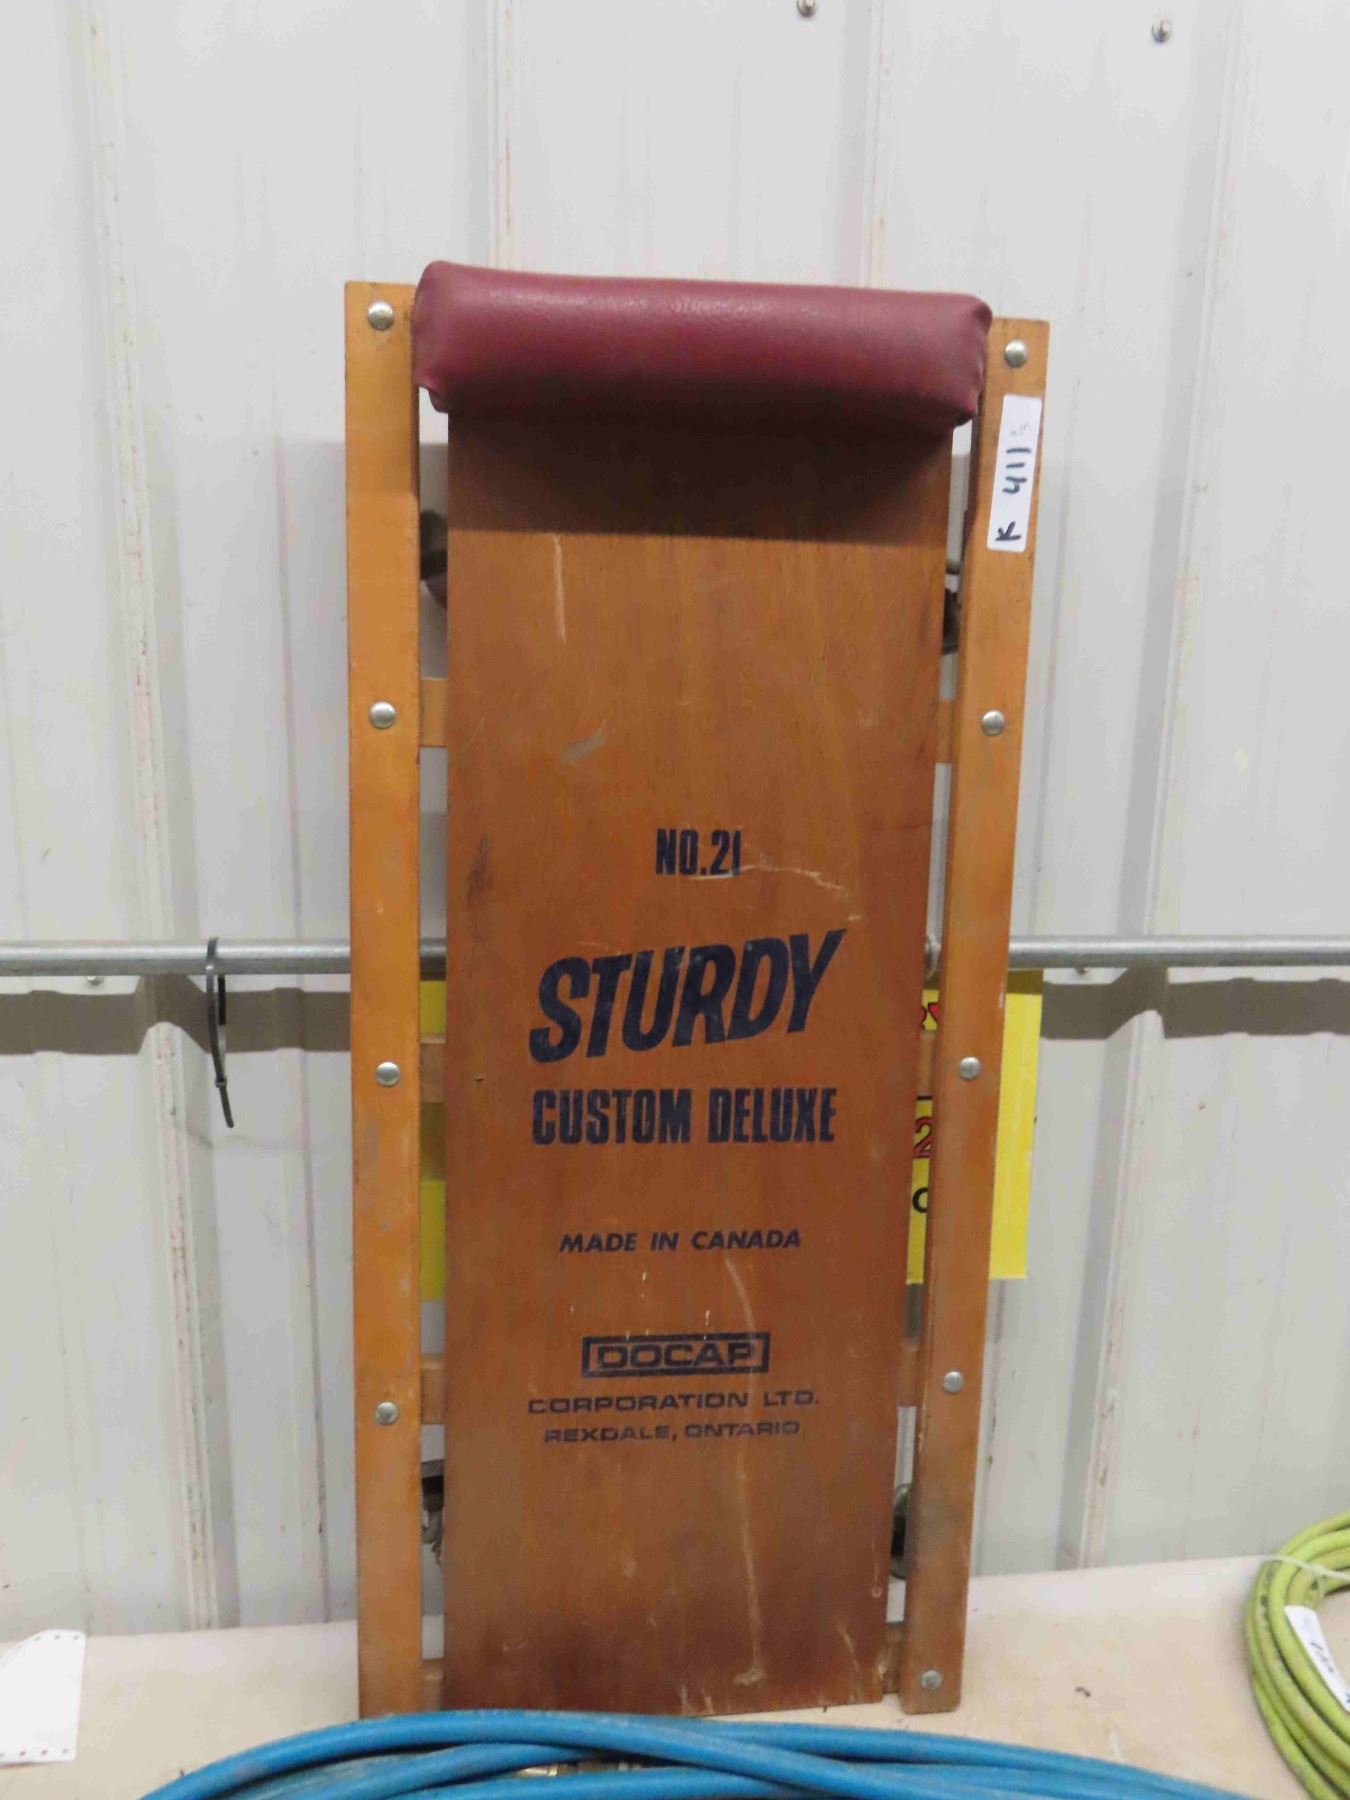 K 411
NO.21
STURDY
CUSTOM DELUXE
MADE IN CANADA
DOCAP
CORPORATION LTD.
REXDALE, ONTARIO